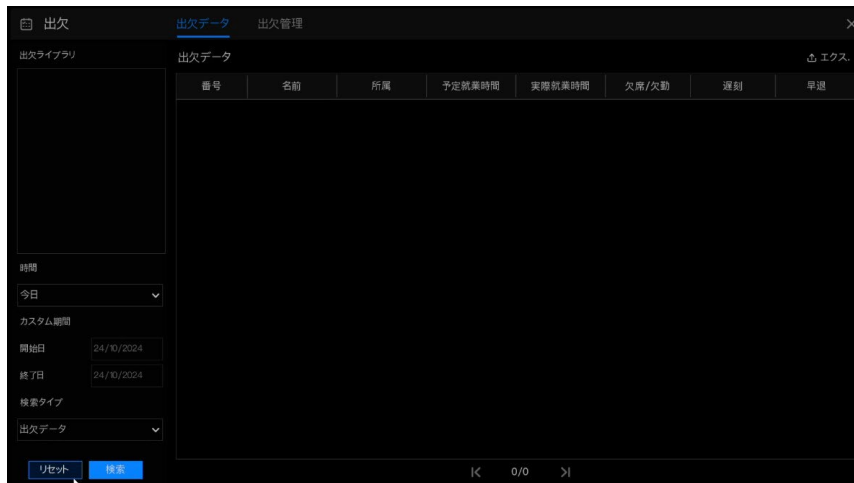 出欠
出欠データ 出欠管理
出欠ライブラリ
出欠データ
エクス.
番号 名前 所属 予定就業時間 実際就業時間 欠席/欠勤 遅刻 早退
時間
今日
カスタム期間
開始日 24/10/2024
終了日 24/10/2024
検索タイプ
出欠データ
リセット 検索
0/0